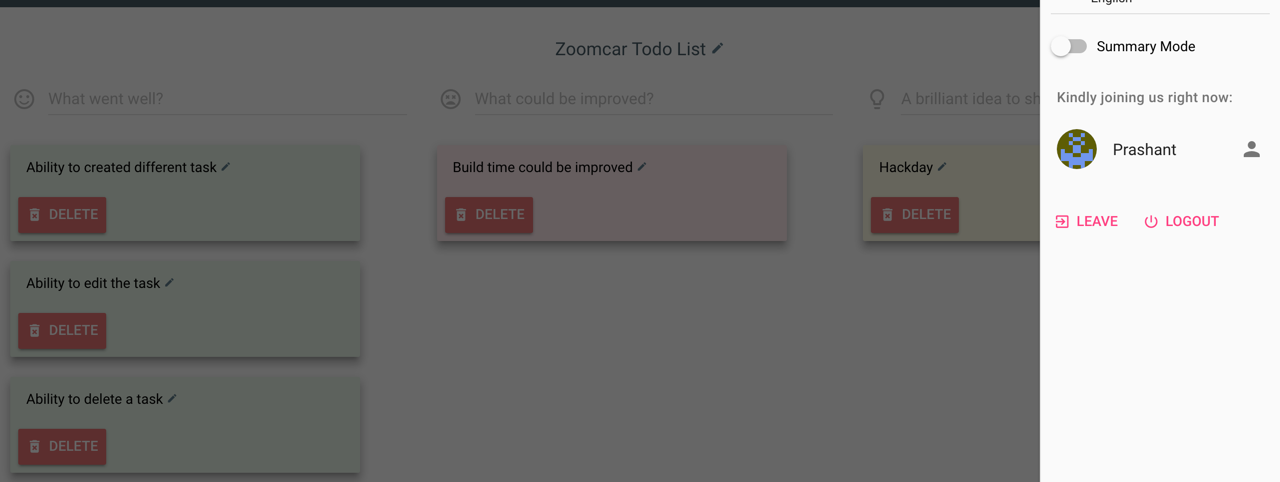 English
Zoomcar Todo List
Summary Mode
What went well?
What could be improved?
A brilliant idea to sh
Kindly joining us right now:
Ability to created different task
Build time could be improved
Hackday
Prashant
DELETE
DELETE
DELETE
LEAVE
LOGOUT
Ability to edit the task
DELETE
Ability to delete a task
DELETE